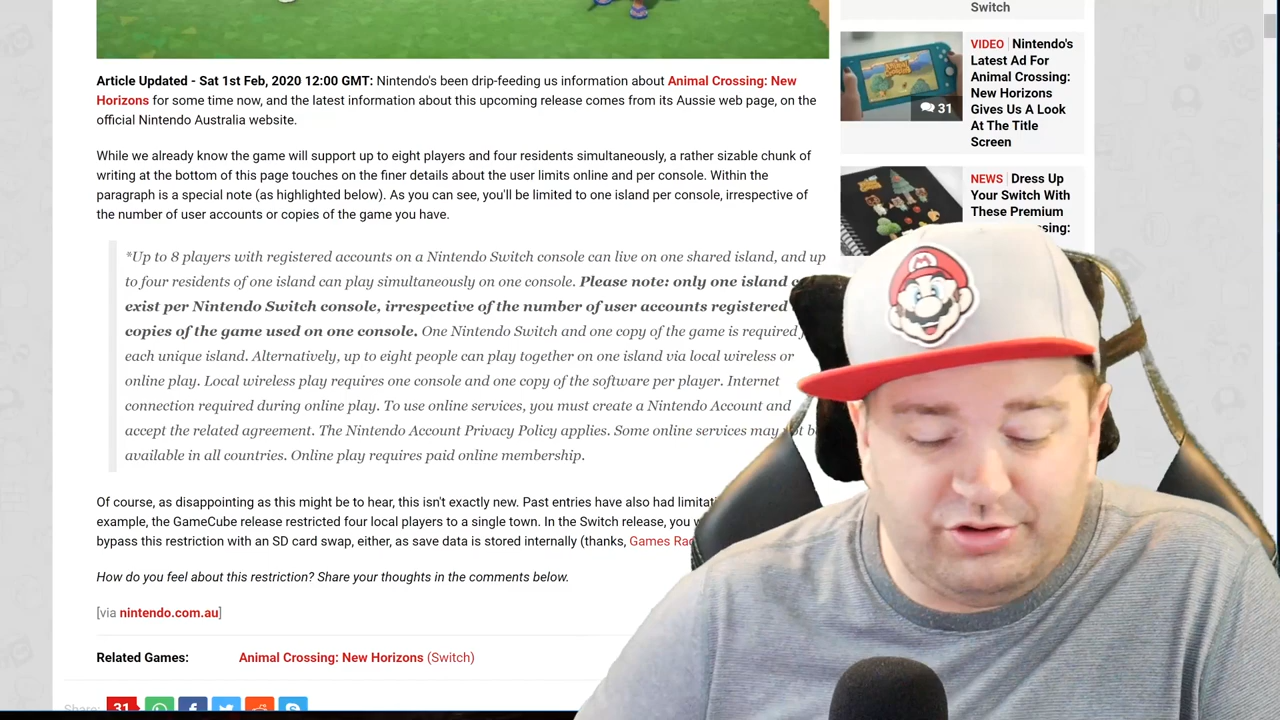 Switch
Article Updated - Sat 1st Feb, 2020 12:00 GMT: Nintendo's been drip-feeding us information about Animal Crossing: New
Horizons for some time now, and the latest information about this upcoming release comes from its Aussie web page, on the
official Nintendo Australia website.
While we already know the game will support up to eight players and four residents simultaneously, a rather sizable chunk of
writing at the bottom of this page touches on the finer details about the user limits online and per console. Within the
paragraph is a special note (as highlighted below). As you can see, you'll be limited to one island per console, irrespective of
the number of user accounts or copies of the game you have.
*Up to 8 players with registered accounts on a Nintendo Switch console can live on one shared island, and up
to four residents of one island can play simultaneously on one console. Please note: only one island
exist per Nintendo Switch console, irrespective of the number of user accounts registered
copies of the game used on one console. One Nintendo Switch and one copy of the game is required
each unique island. Alternatively, up to eight people can play together on one island via local wireless or
online play. Local wireless play requires one console and one copy of the software per player. Internet
connection required during online play. To use online services, you must create a Nintendo Account and
accept the related agreement. The Nintendo Account Privacy Policy applies. Some online services may not be
available in all countries. Online play requires paid online membership.
Of course, as disappointing as this might be to hear, this isn't exactly new. Past entries have also had
example, the GameCube release restricted four local players to a single town. In the Switch release, you
bypass this restriction with an SD card swap, either, as save data is stored internally (thanks, Games
How do you feel about this restriction? Share your thoughts in the comments below.
[via nintendo.com.au]
Related Games: Animal Crossing: New Horizons (Switch)
Share: 31
VIDEO Nintendo's
Latest Ad For
Animal Crossing:
New Horizons
Gives Us A Look
At The Title
Screen
31
NEWS Dress Up
Your Switch With
These Premium
M